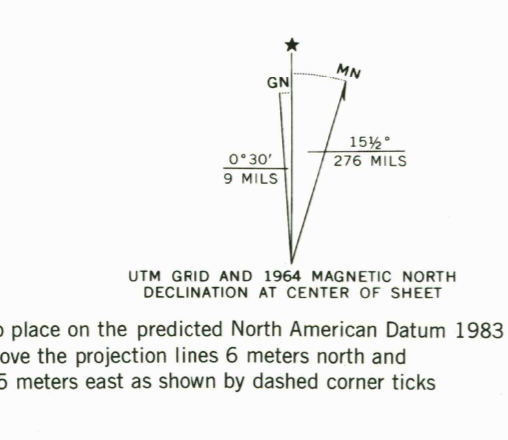 ★
GN
MN
0°30'
9 MILS
15½°
276 MILS
UTM GRID AND 1964 MAGNETIC NORTH
DECLINATION AT CENTER OF SHEET
place on the predicted North American Datum 1983
the projection lines 6 meters north and
meters east as shown by dashed corner ticks